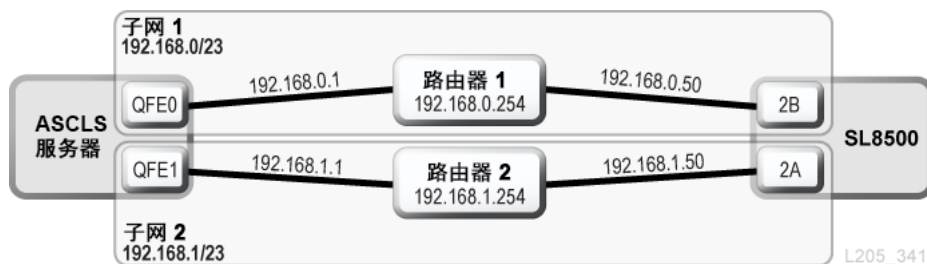 子网 1
192.168.0/23
ASCLS
服务器
QFE0
192.168.0.1
路由器 1
192.168.0.254
192.168.0.50
2B
SL8500
QFE1
192.168.1.1
路由器 2
192.168.1.254
192.168.1.50
2A
子网 2
192.168.1/23
L205_341